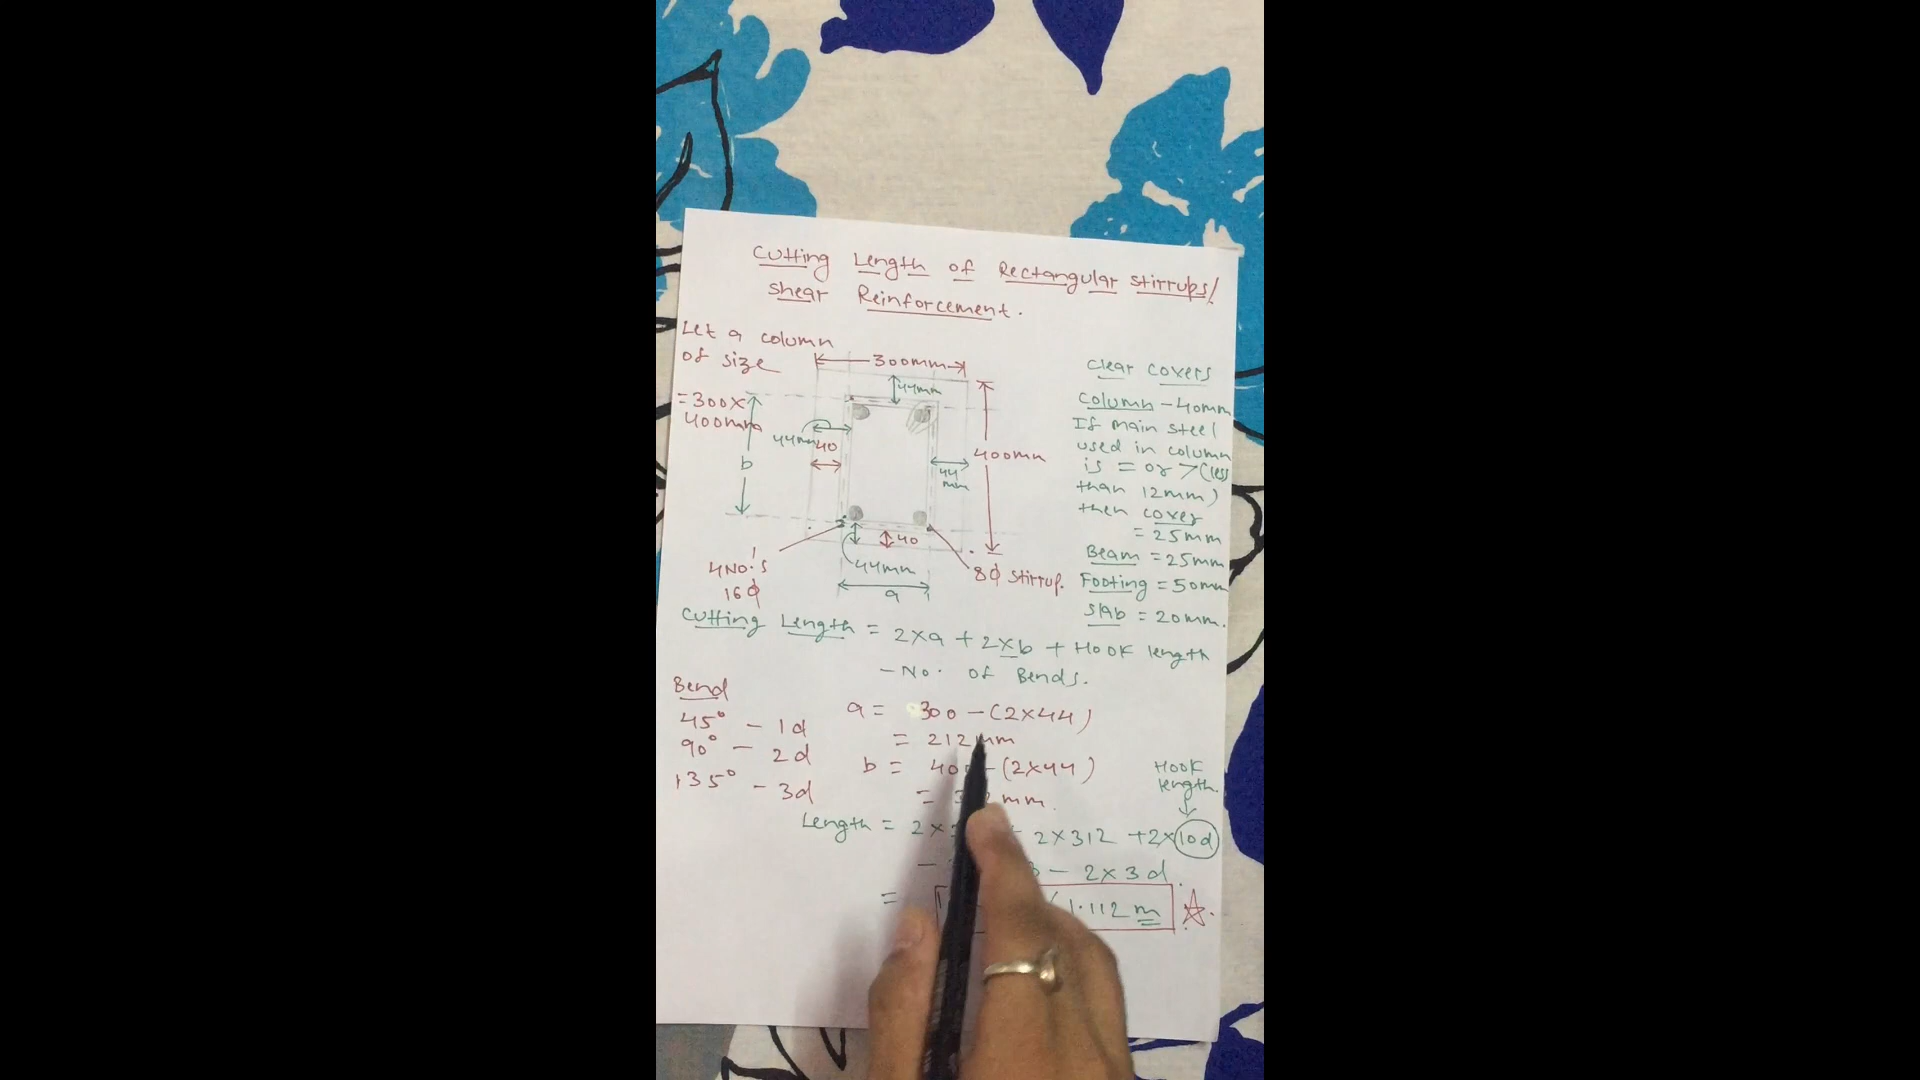 Cutting Length of Rectangular stirrups/
shear Reinforcement.
Let a column
of size
= 300x
400mm
300mm
44mm
44mm
40
b
400mm
44
mm
40
44mm
a
4No.'s
16ϕ
8ϕ stirrup.
Clear covers
Column - 40mm
If main steel
used in column
is = or > (less
than 12mm)
then cover
= 25mm
Beam = 25mm
Footing = 50mm
Slab = 20mm.
Cutting Length = 2xa + 2xb + Hook length
- No. of Bends.
Bend
45° - 1d
90° - 2d
135° - 3d
a = 300 - (2x44)
= 212mm
b = 400 - (2x44)
= mm.
Hook
length.
Length = 2x 2x312 + 2x10d
- - 2x3d.
= / 1.112 m